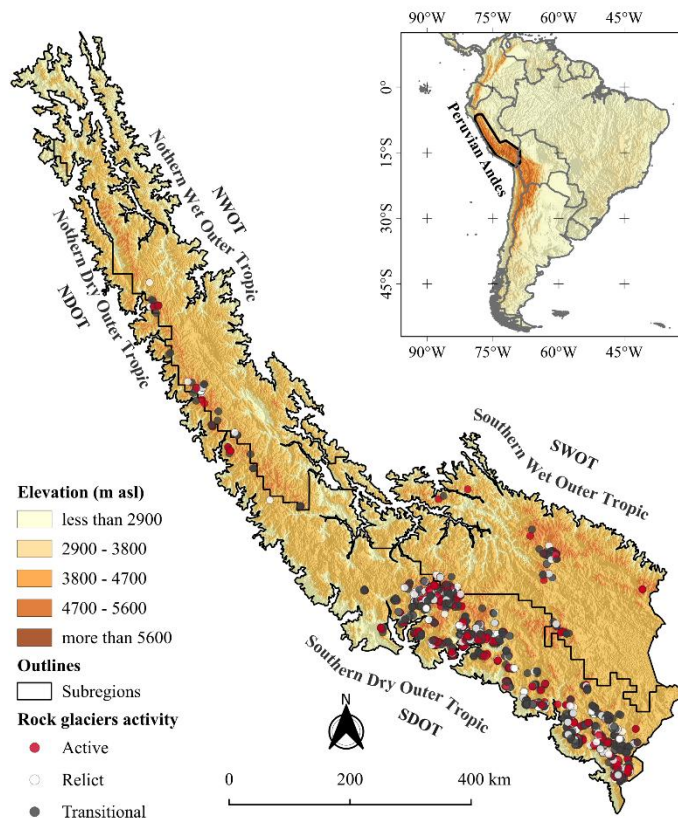 -90°W -75°W -60°W -45°W
0°
15°S
30°S
45°S
Peruvian Andes
-90°W -75°W -60°W -45°W
NWOT
Nothern Wet Outer Tropic
Nothern Dry Outer Tropic
NDOT
SWOT
Southern Wet Outer Tropic
Southern Dry Outer Tropic
SDOT
Elevation (m asl)
less than 2900
2900 - 3800
3800 - 4700
4700 - 5600
more than 5600
Outlines
Subregions
Rock glaciers activity
Active
Relict
Transitional
N
0 200 400 km